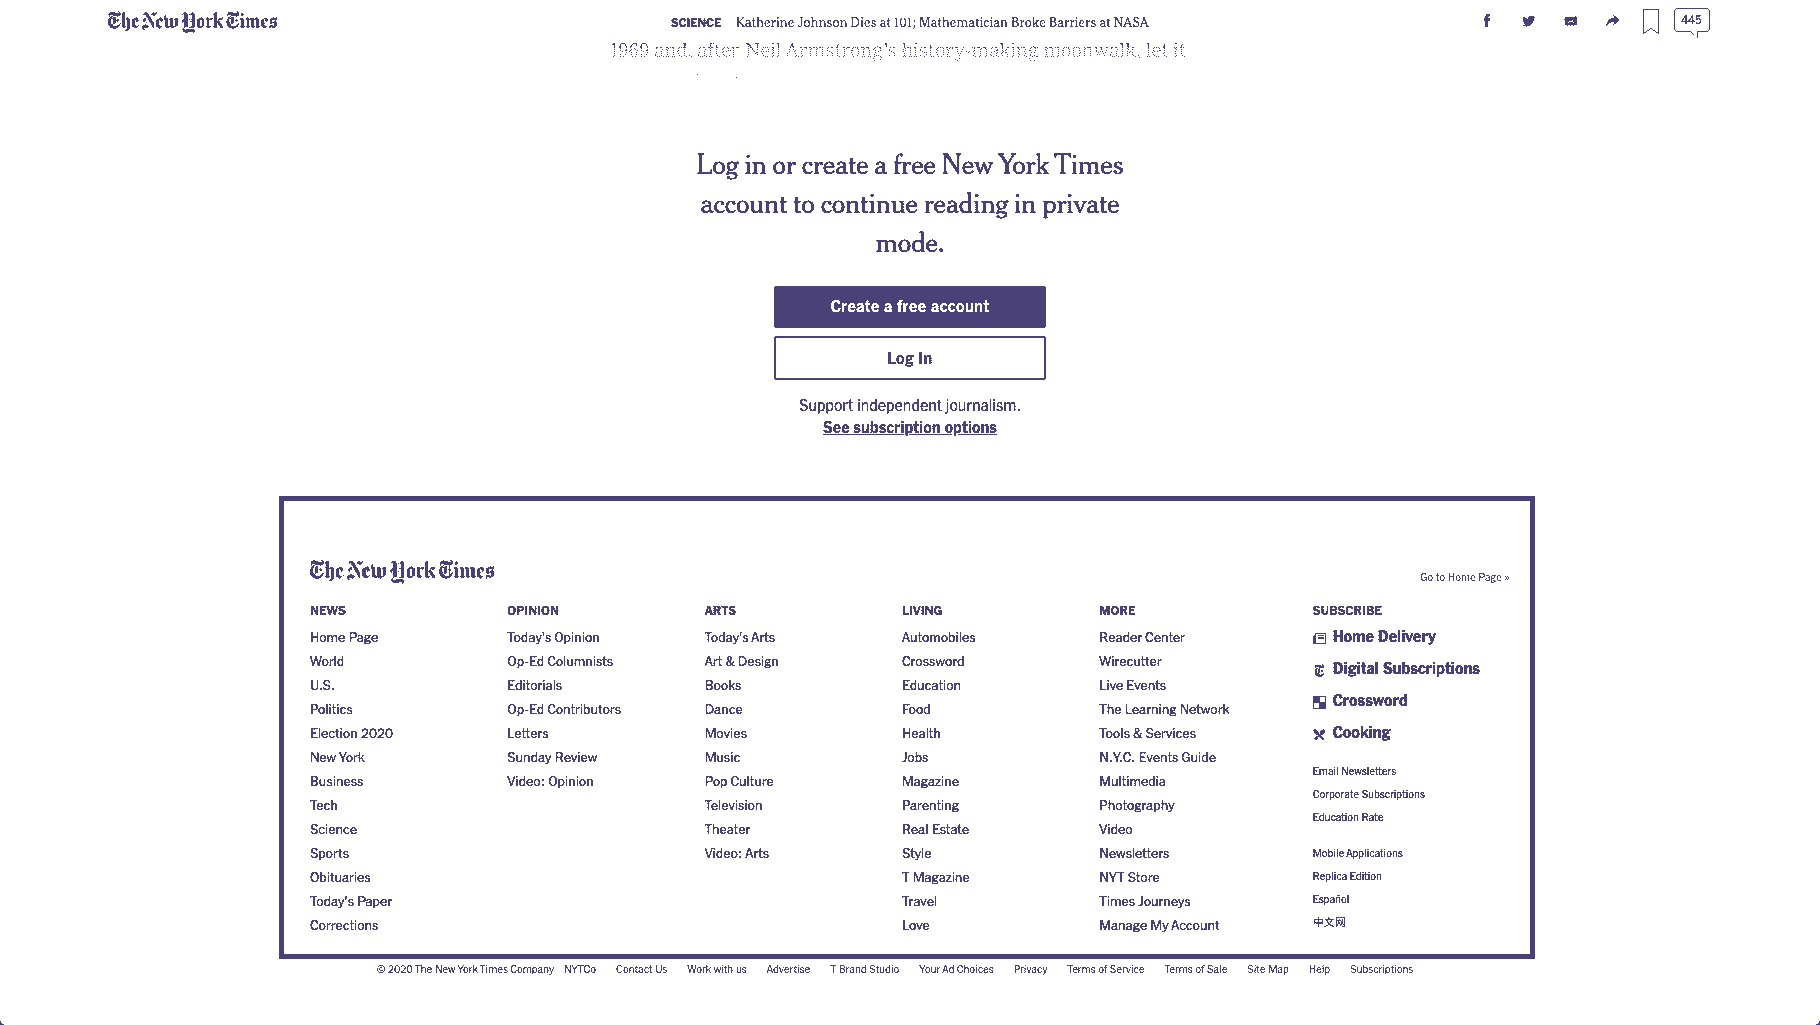 The New York Times
SCIENCE Katherine Johnson Dies at 101; Mathematician Broke Barriers at NASA
445
1969 and, after Neil Armstrong's history-making moonwalk, let it
Log in or create a free New York Times
account to continue reading in private
mode.
Create a free account
Log In
Support independent journalism.
See subscription options
The New York Times
Go to Home Page »
NEWS
Home Page
World
U.S.
Politics
Election 2020
New York
Business
Tech
Science
Sports
Obituaries
Today's Paper
Corrections
OPINION
Today's Opinion
Op-Ed Columnists
Editorials
Op-Ed Contributors
Letters
Sunday Review
Video: Opinion
ARTS
Today's Arts
Art & Design
Books
Dance
Movies
Music
Pop Culture
Television
Theater
Video: Arts
LIVING
Automobiles
Crossword
Education
Food
Health
Jobs
Magazine
Parenting
Real Estate
Style
T Magazine
Travel
Love
MORE
Reader Center
Wirecutter
Live Events
The Learning Network
Tools & Services
N.Y.C. Events Guide
Multimedia
Photography
Video
Newsletters
NYT Store
Times Journeys
Manage My Account
SUBSCRIBE
Home Delivery
Digital Subscriptions
Crossword
Cooking
Email Newsletters
Corporate Subscriptions
Education Rate
Mobile Applications
Replica Edition
Español
中文网
© 2020 The New York Times Company NYTCo Contact Us Work with us Advertise T Brand Studio Your Ad Choices Privacy Terms of Service Terms of Sale Site Map Help Subscriptions